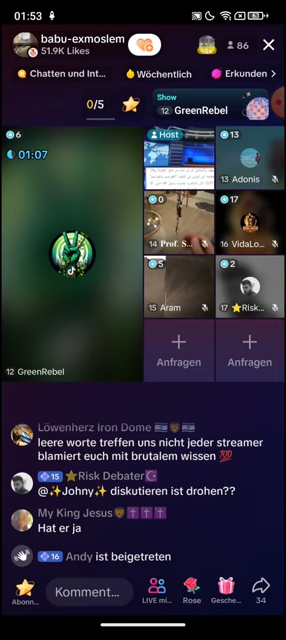 01:53
63
babu-exmoslem
51.9K Likes
86
Chatten und Int...
Wöchentlich
Erkunden
0/5
Show
12 GreenRebel
6
01:07
Host
13
13 Adonis
0
14 Prof. S...
17
16 VidaLo...
5
15 Aram
2
17 ⭐Risk...
12 GreenRebel
Anfragen
Anfragen
Löwenherz Iron Dome 🇮🇱🦁🇮🇱
leere worte treffen uns nicht jeder streamer
blamiert euch mit brutalem wissen 💯
15 ⭐Risk Debater☪️
@✨Johny✨ diskutieren ist drohen??
My King Jesus🦁✝️✝️✝️
Hat er ja
16 Andy ist beigetreten
Abonn...
Komment...
LIVE mi...
Rose
Gesche...
34